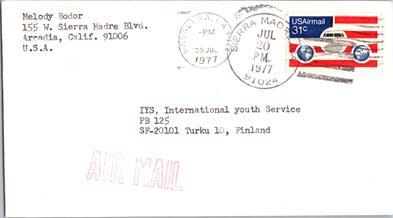 Melody Bodor
155 W. Sierra Madre Blvd.
Arcadia, Calif. 91006
U.S.A.
-PM
20 JUL
1977
SIERRA MADRE
JUL
20
PM
1977
91024
USAirmail
31c
IYS, International youth Service
PB 125
SF-20101 Turku 10, Finland
AIR MAIL